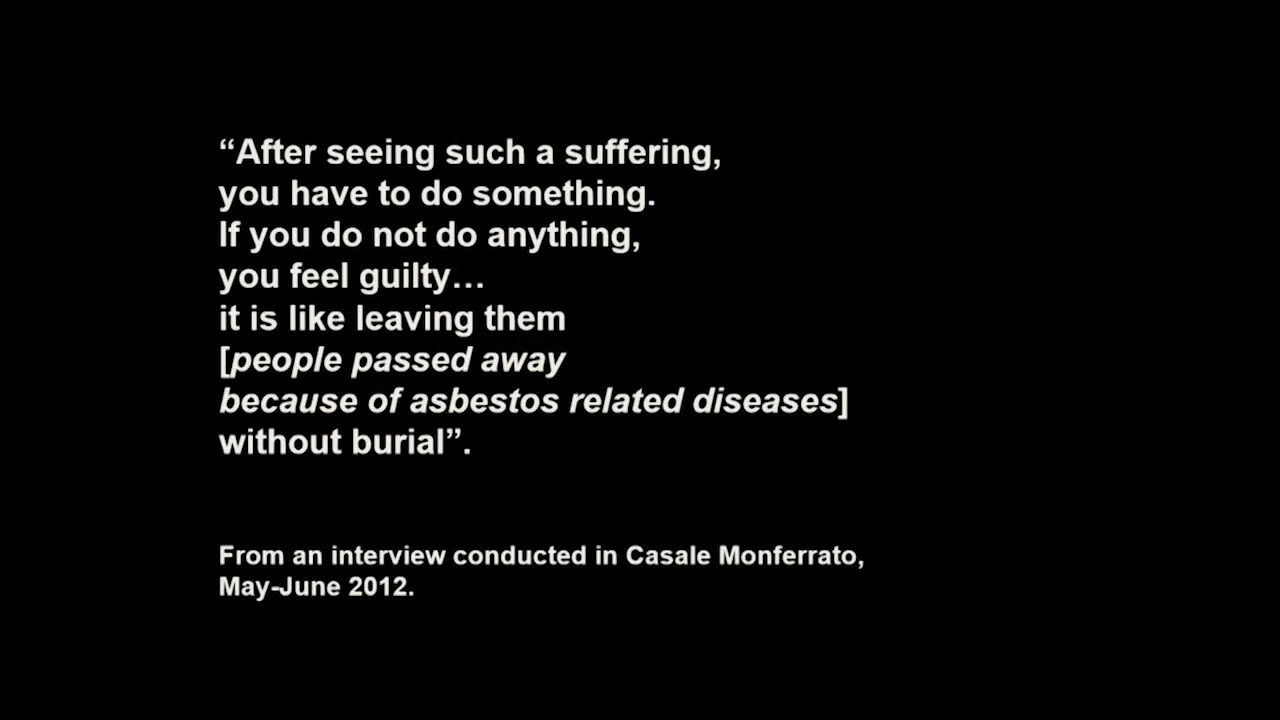 “After seeing such a suffering,
you have to do something.
If you do not do anything,
you feel guilty…
it is like leaving them
[people passed away
because of asbestos related diseases]
without burial”.
From an interview conducted in Casale Monferrato,
May-June 2012.